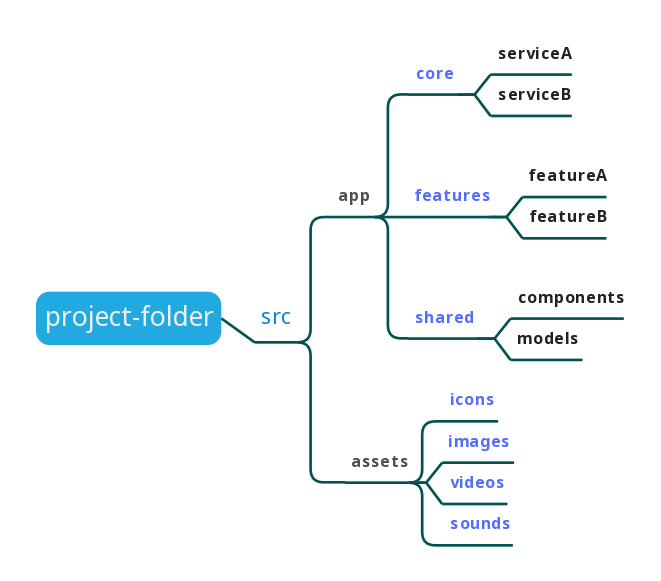 project-folder
src
app
core
serviceA
serviceB
features
featureA
featureB
shared
components
models
assets
icons
images
videos
sounds